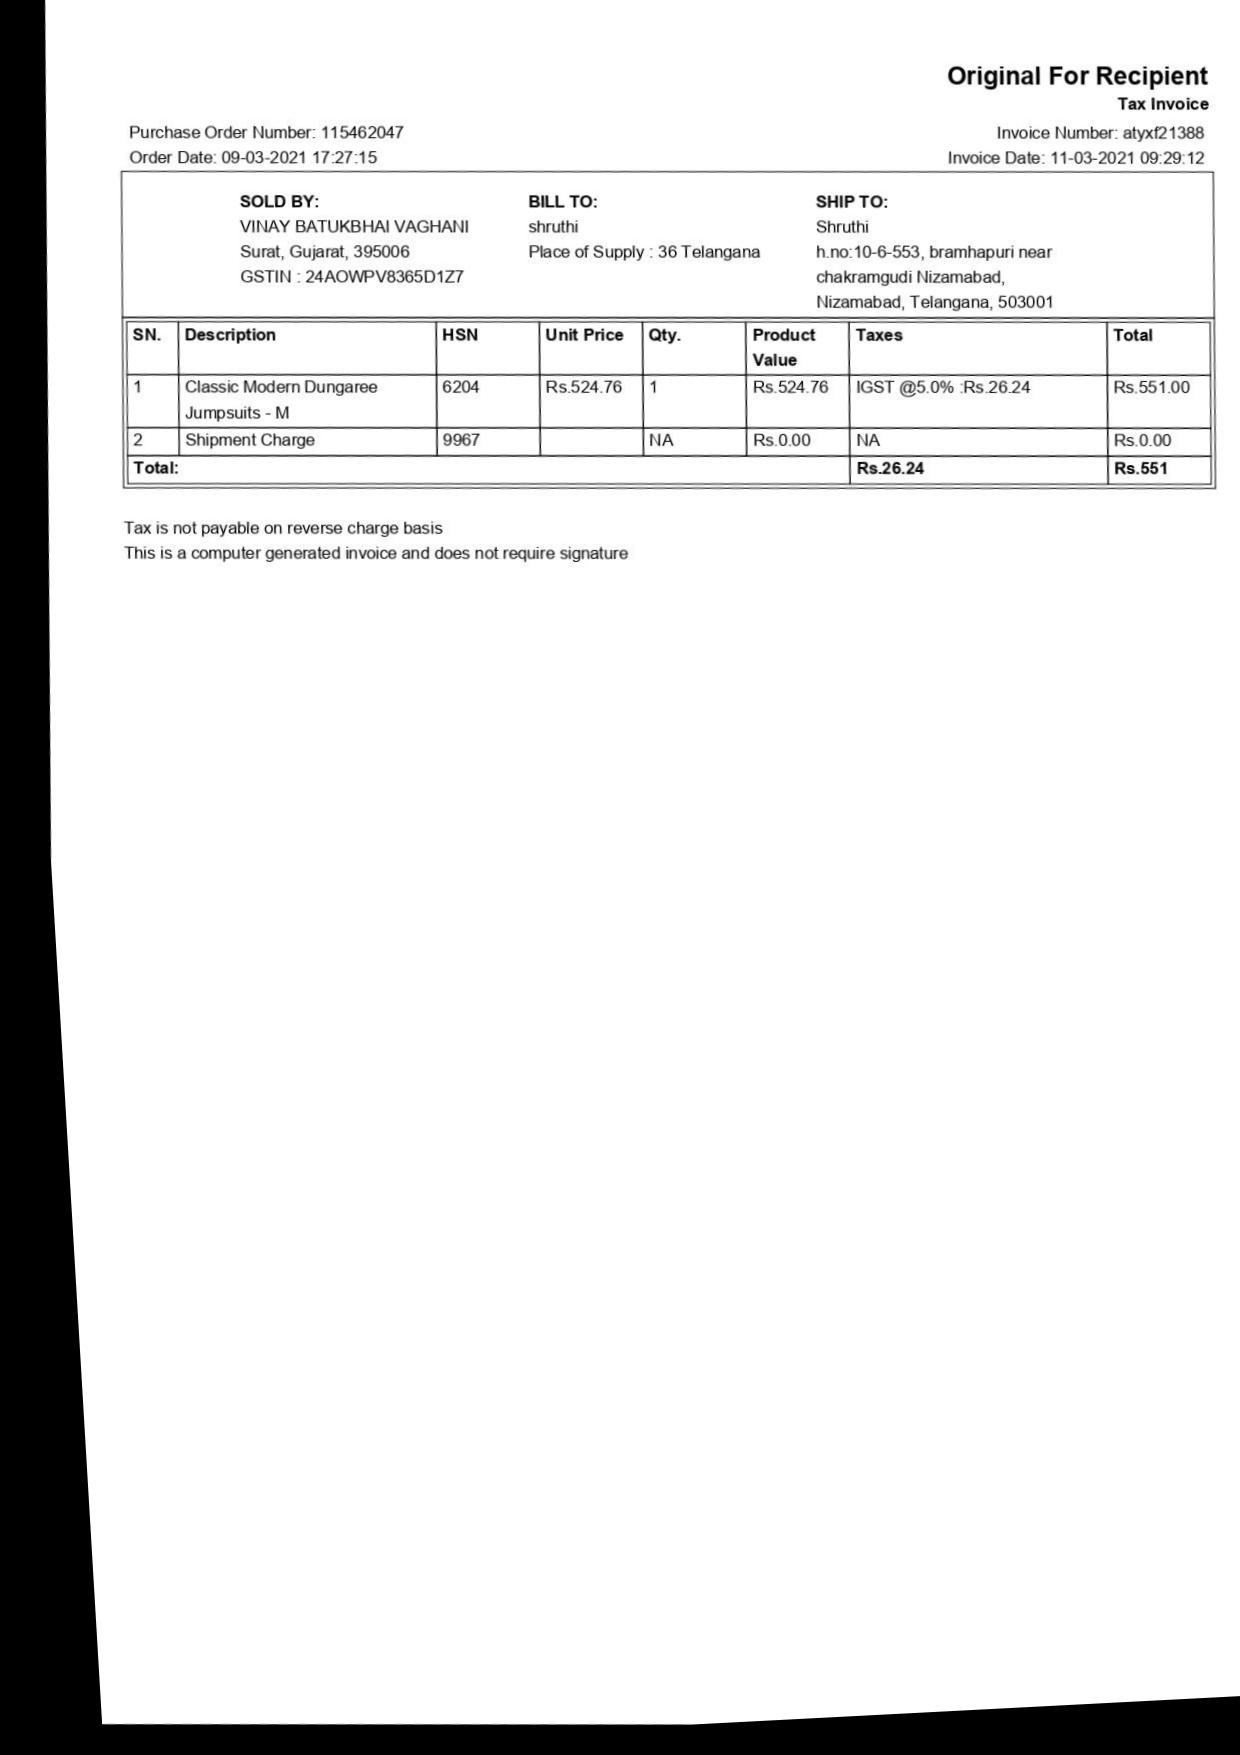 Original For Recipient
Tax Invoice
Purchase Order Number: 115462047
Invoice Number: atyxf21388
Order Date: 09-03-2021 17:27:15
Invoice Date: 11-03-2021 09:29:12
SOLD BY:
VINAY BATUKBHAI VAGHANI
Surat, Gujarat, 395006
GSTIN : 24AOWPV8365D1Z7
BILL TO:
shruthi
Place of Supply : 36 Telangana
SHIP TO:
Shruthi
h.no:10-6-553, bramhapuri near
chakramgudi Nizamabad,
Nizamabad, Telangana, 503001
SN. Description HSN Unit Price Qty. Product Value Taxes Total
1 Classic Modern Dungaree Jumpsuits - M 6204 Rs.524.76 1 Rs.524.76 IGST @5.0% :Rs.26.24 Rs.551.00
2 Shipment Charge 9967 NA Rs.0.00 NA Rs.0.00
Total: Rs.26.24 Rs.551
Tax is not payable on reverse charge basis
This is a computer generated invoice and does not require signature